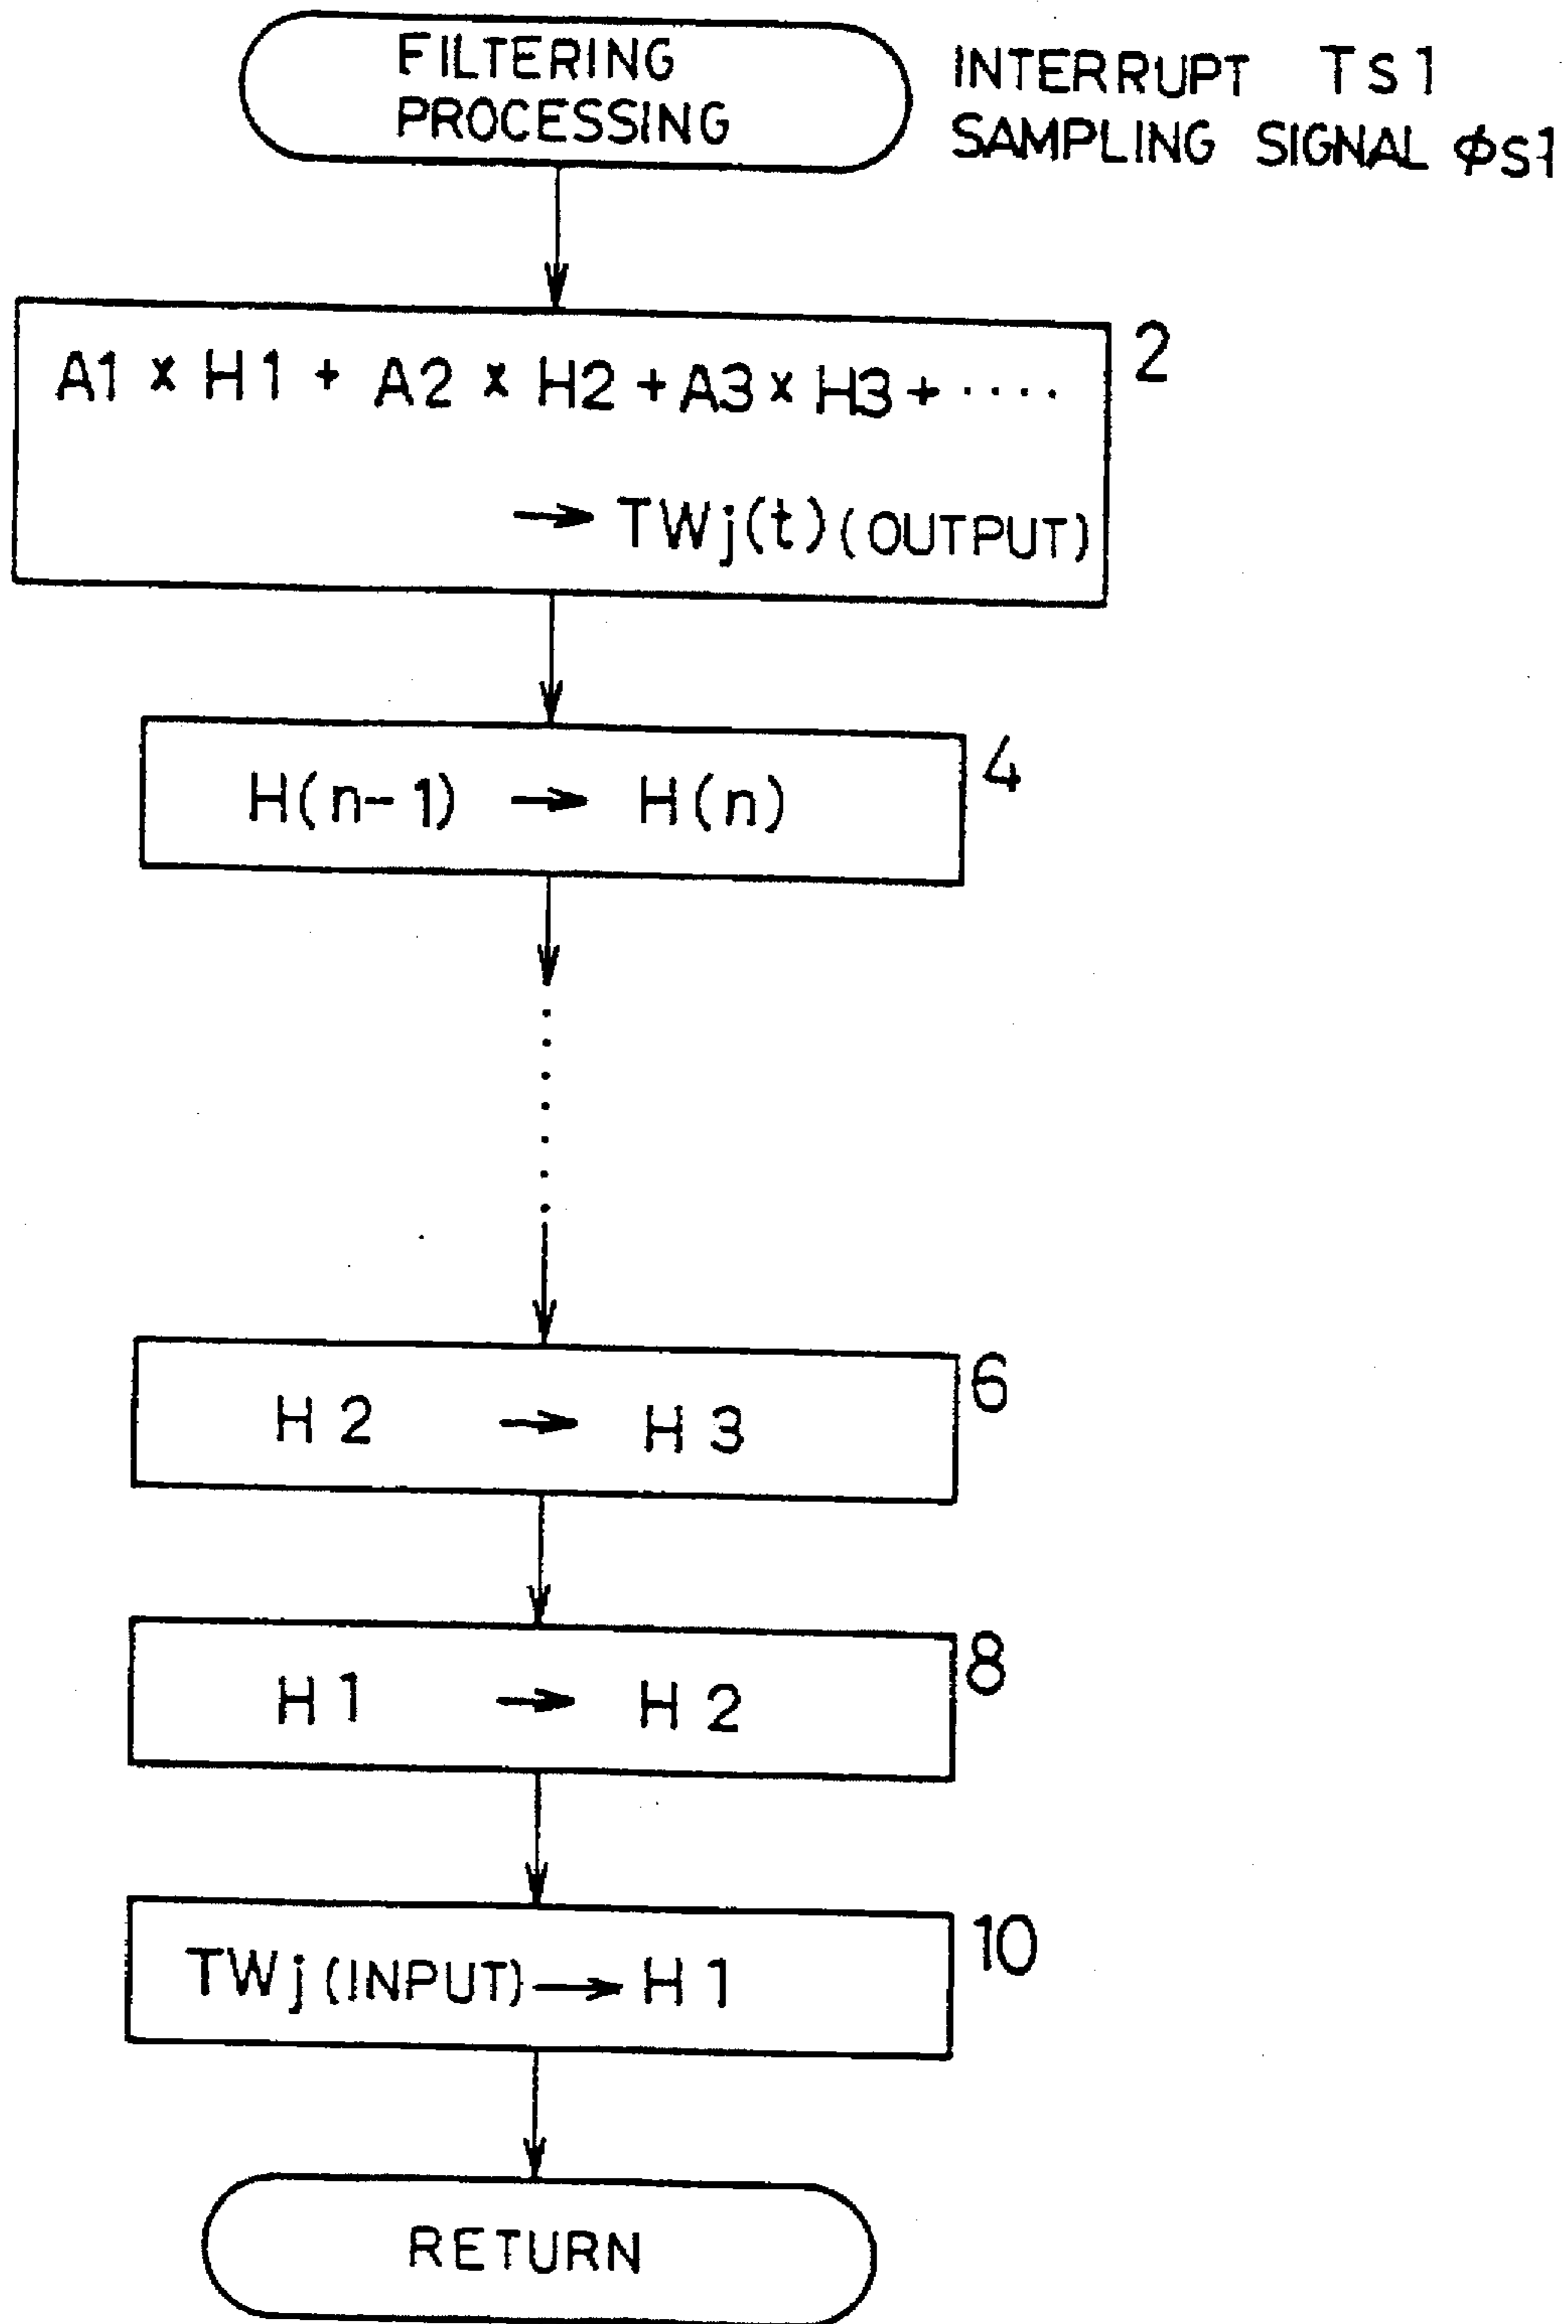 FILTERING
PROCESSING
INTERRUPT Ts1
SAMPLING SIGNAL φs1
2
A1 × H1 + A2 × H2 + A3 × H3 + ····
→ TWj(t) (OUTPUT)
4
H(n-1) → H(n)
6
H2 → H3
8
H1 → H2
10
TWj (INPUT) → H1
RETURN